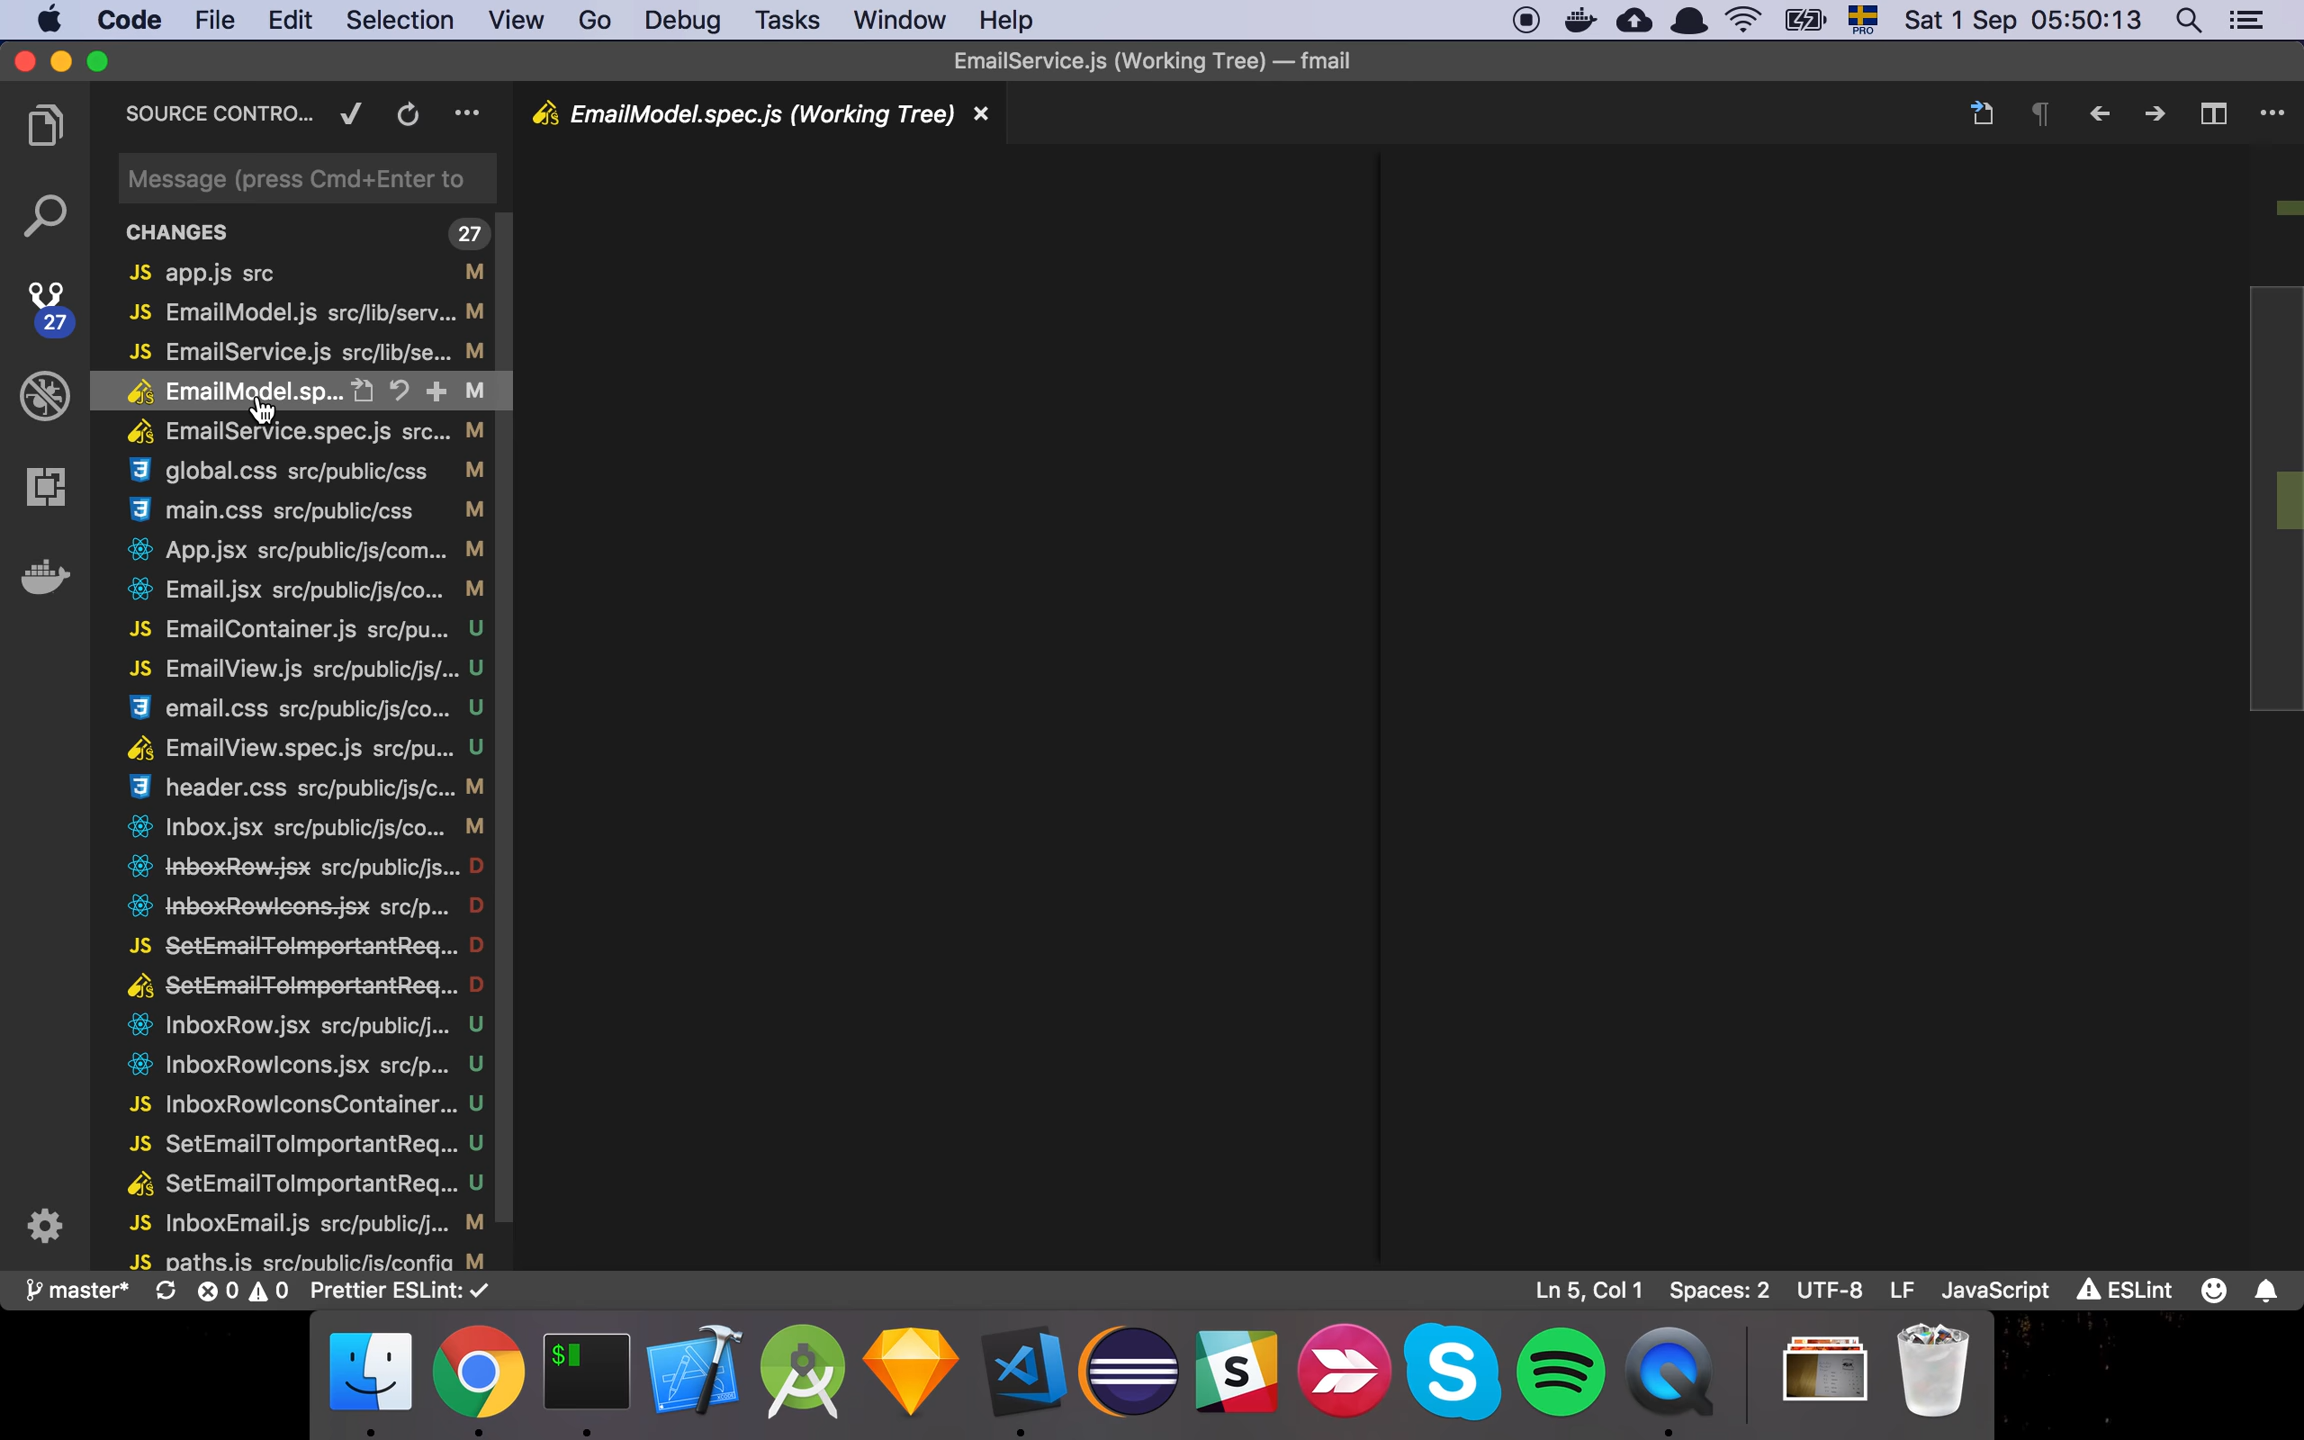 Code File Edit Selection View Go Debug Tasks Window Help PRO Sat 1 Sep 05:50:13
EmailService.js (Working Tree) — fmail
SOURCE CONTRO...
EmailModel.spec.js (Working Tree)
Message (press Cmd+Enter to
CHANGES 27
JS app.js src M
JS EmailModel.js src/lib/serv... M
27
JS EmailService.js src/lib/se... M
EmailModel.sp... M
EmailService.spec.js src... M
global.css src/public/css M
main.css src/public/css M
App.jsx src/public/js/com... M
Email.jsx src/public/js/co... M
JS EmailContainer.js src/pu... U
JS EmailView.js src/public/js/... U
email.css src/public/js/co... U
EmailView.spec.js src/pu... U
header.css src/public/js/c... M
Inbox.jsx src/public/js/co... M
InboxRow.jsx src/public/js... D
InboxRowIcons.jsx src/p... D
JS SetEmailToImportantReq... D
SetEmailToImportantReq... D
InboxRow.jsx src/public/j... U
InboxRowIcons.jsx src/p... U
JS InboxRowIconsContainer... U
JS SetEmailToImportantReq... U
SetEmailToImportantReq... U
JS InboxEmail.js src/public/j... M
JS paths.js src/public/js/config M
master* 0 0 Prettier ESLint: ✓ Ln 5, Col 1 Spaces: 2 UTF-8 LF JavaScript ESLint
$
S
S